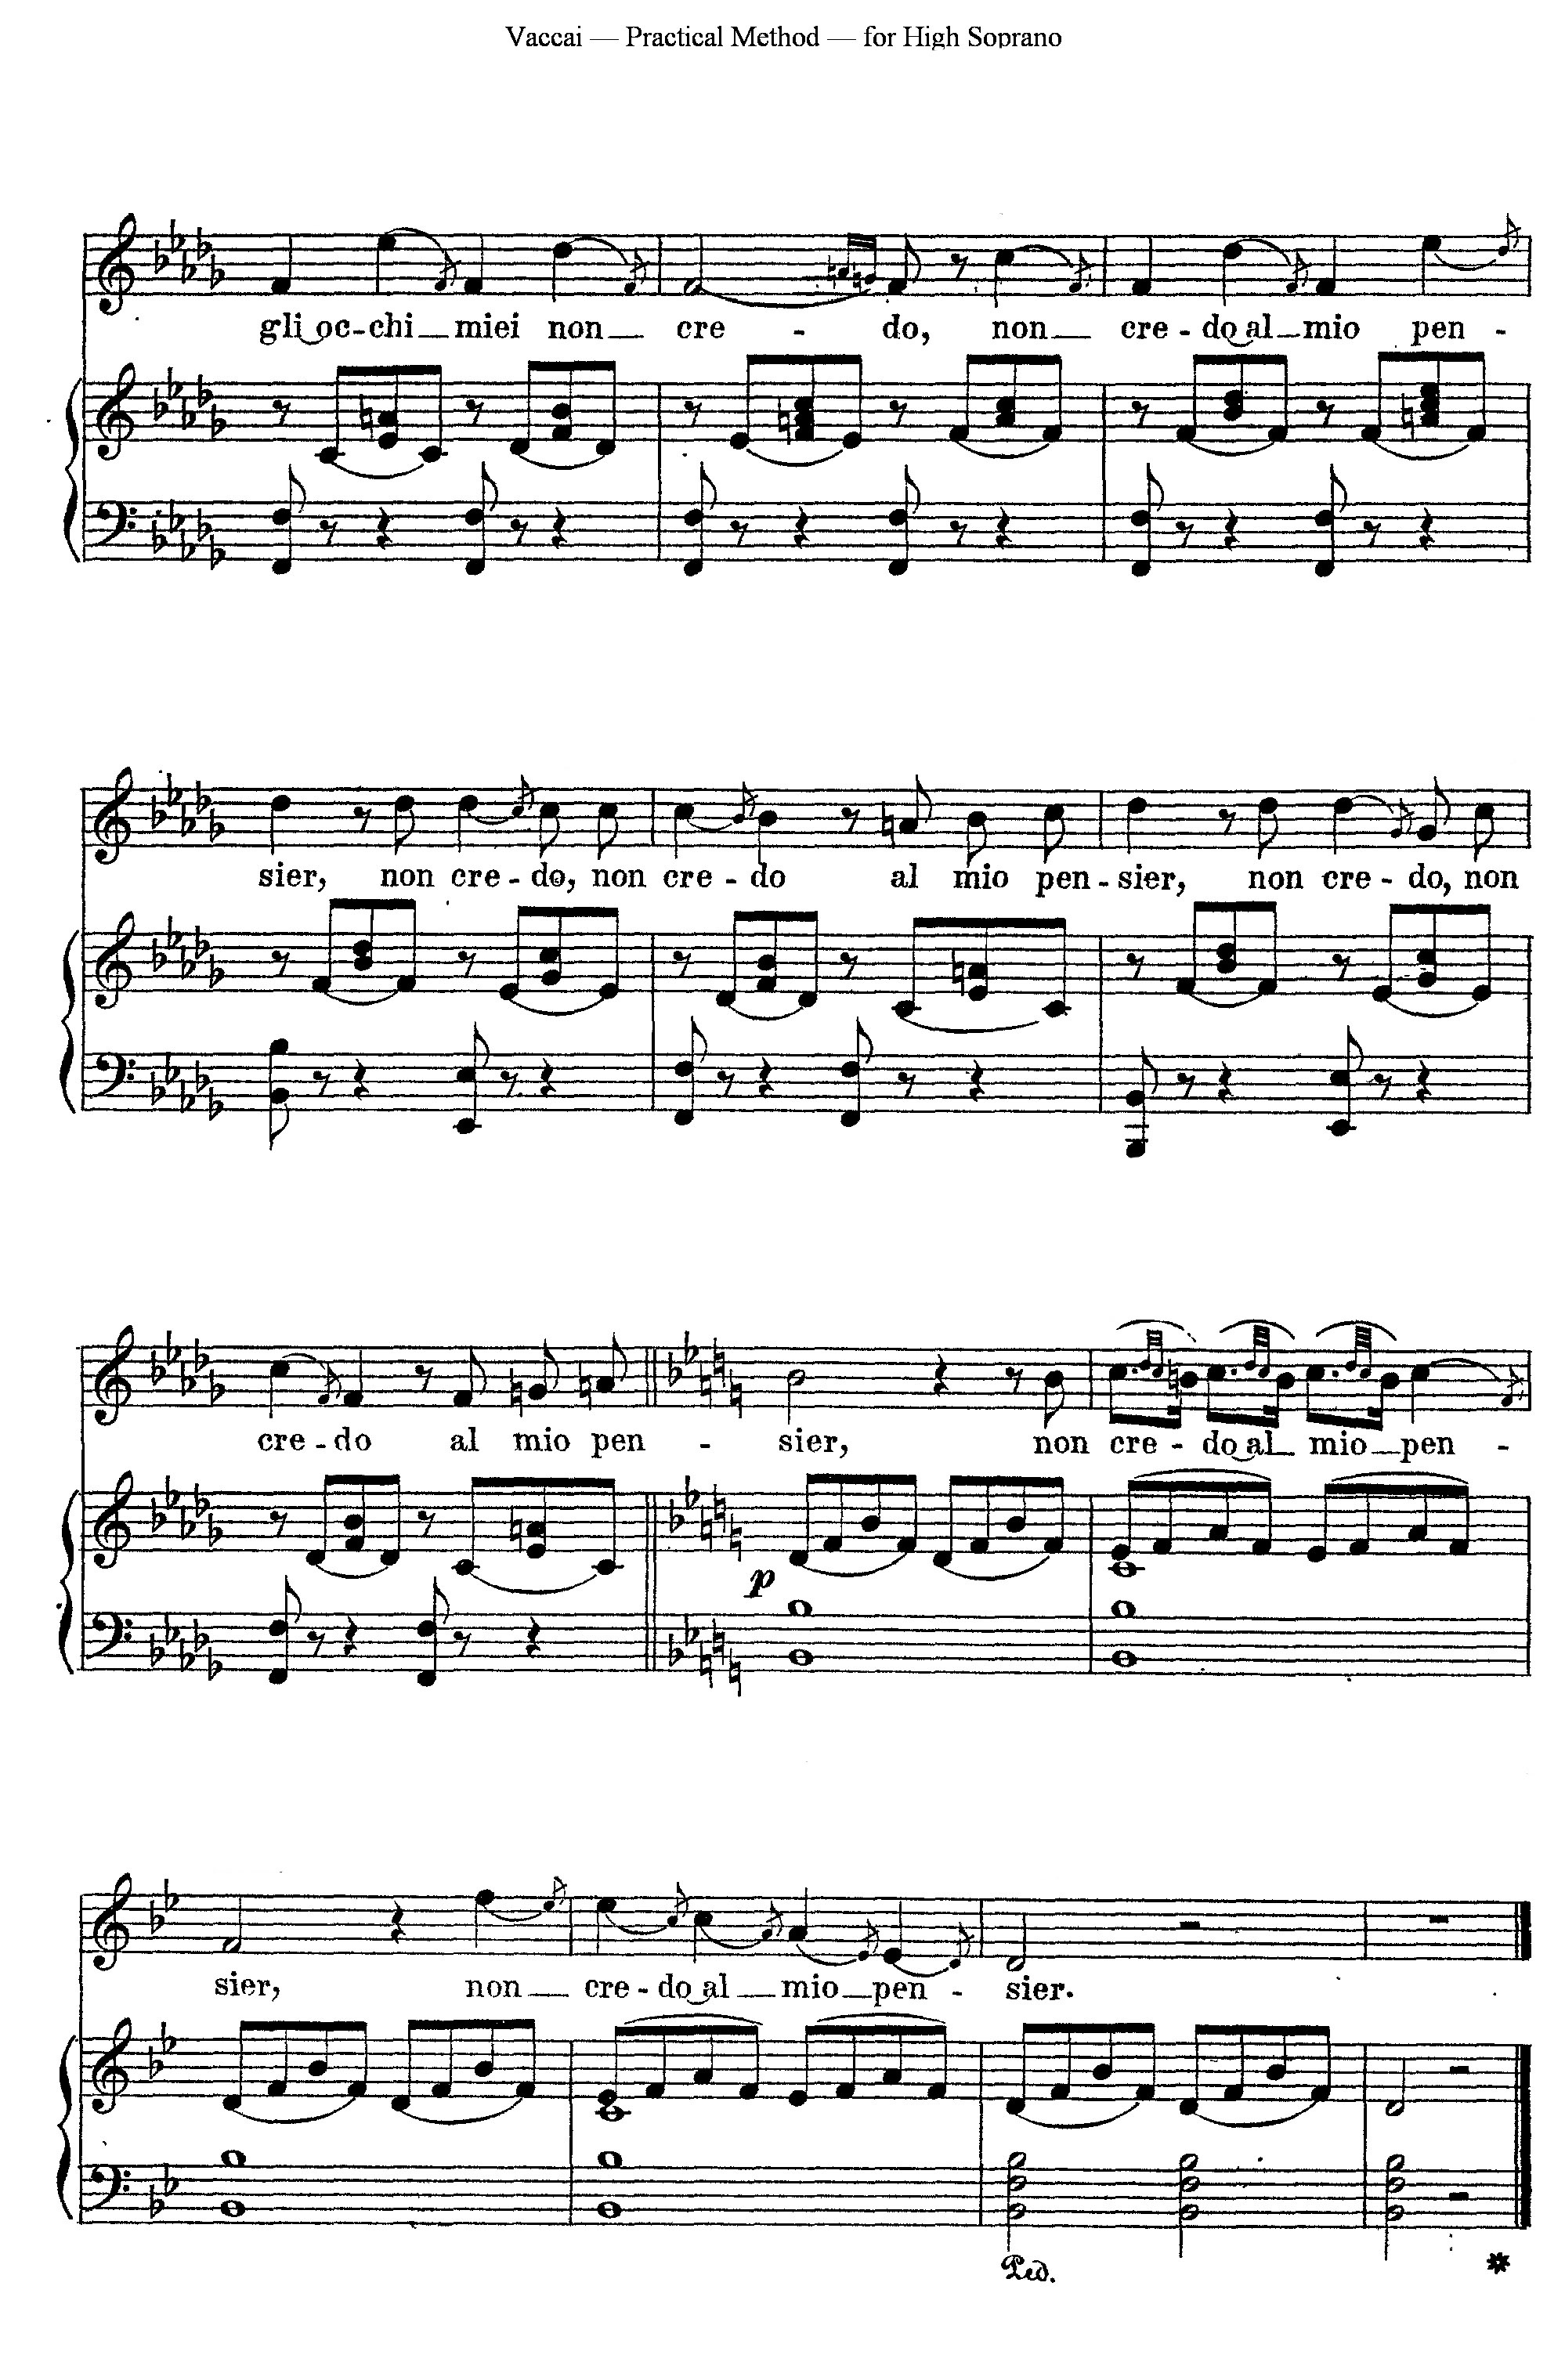 Vaccai — Practical Method — for High Soprano
gli oc-chi miei non cre - do, non cre - do al mio pen -
sier, non cre - do, non cre - do al mio pen - sier, non cre - do, non
cre - do al mio pen - sier, non cre - do al mio pen -
p
sier, non cre - do al mio pen - sier.
Ped. *